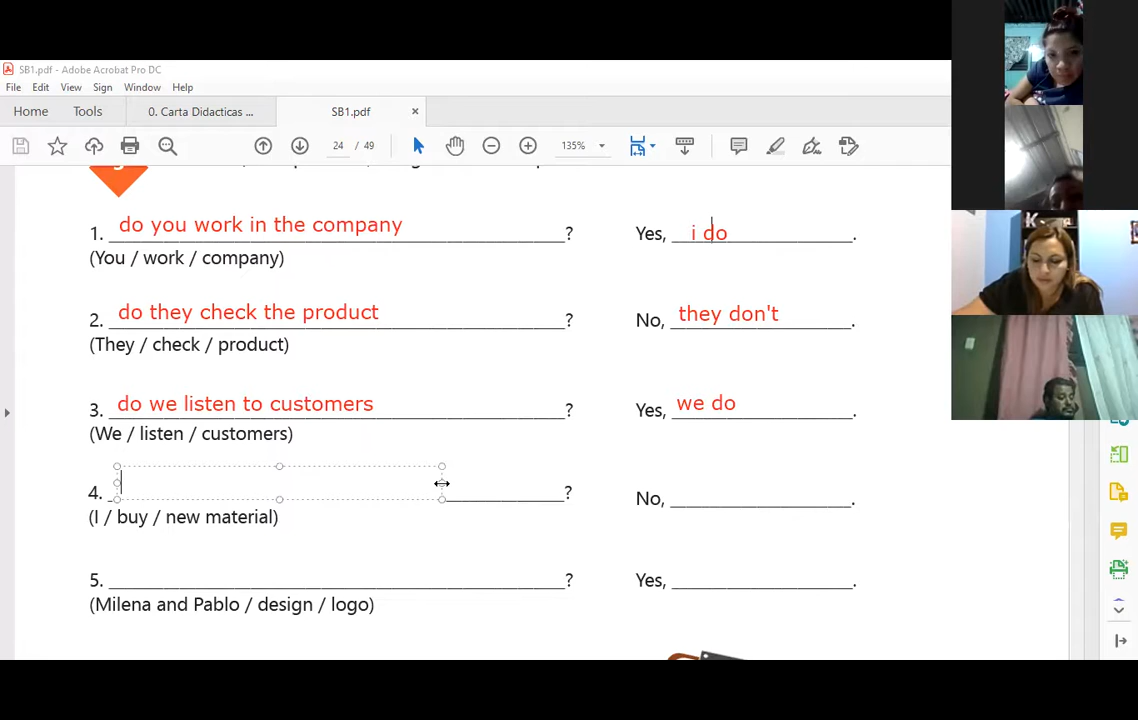 SB1.pdf - Adobe Acrobat Pro DC
File Edit View Window Help
Home Tools 0. Carta Didacticas ... SB1.pdf ×
24 / 49 135%
1. do you work in the company ? Yes, i do .
(You / work / company)
2. do they check the product ? No, they don't .
(They / check / product)
3. do we listen to customers ? Yes, we do .
(We / listen / customers)
4. ? No, .
(I / buy / new material)
5. ? Yes, .
(Milena and Pablo / design / logo)